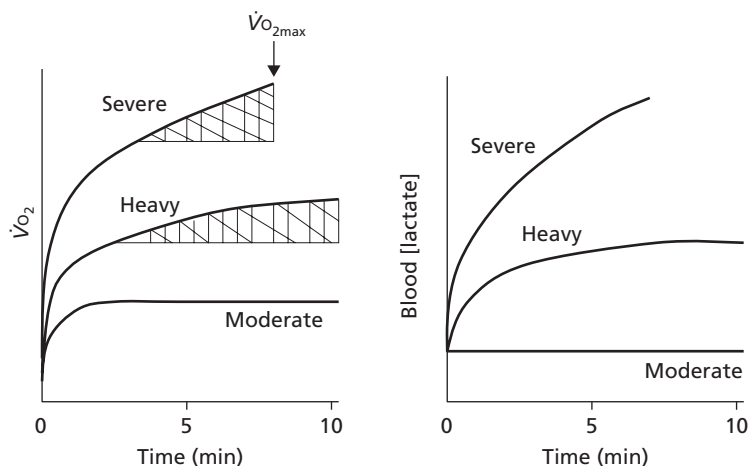 V̇O₂max
Severe
Heavy
Moderate
V̇O₂
0
5
10
Time (min)
Severe
Heavy
Moderate
Blood [lactate]
0
5
10
Time (min)